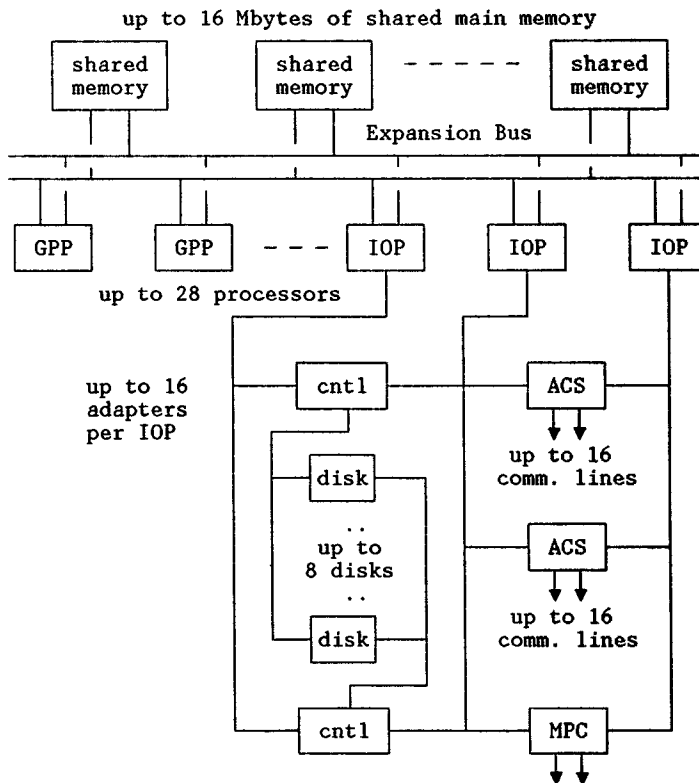 up to 16 Mbytes of shared main memory
shared
memory
shared
memory
shared
memory
Expansion Bus
GPP
GPP
IOP
IOP
IOP
up to 28 processors
up to 16
adapters
per IOP
cntl
ACS
up to 16
comm. lines
disk
..
up to
8 disks
..
disk
ACS
up to 16
comm. lines
cntl
MPC